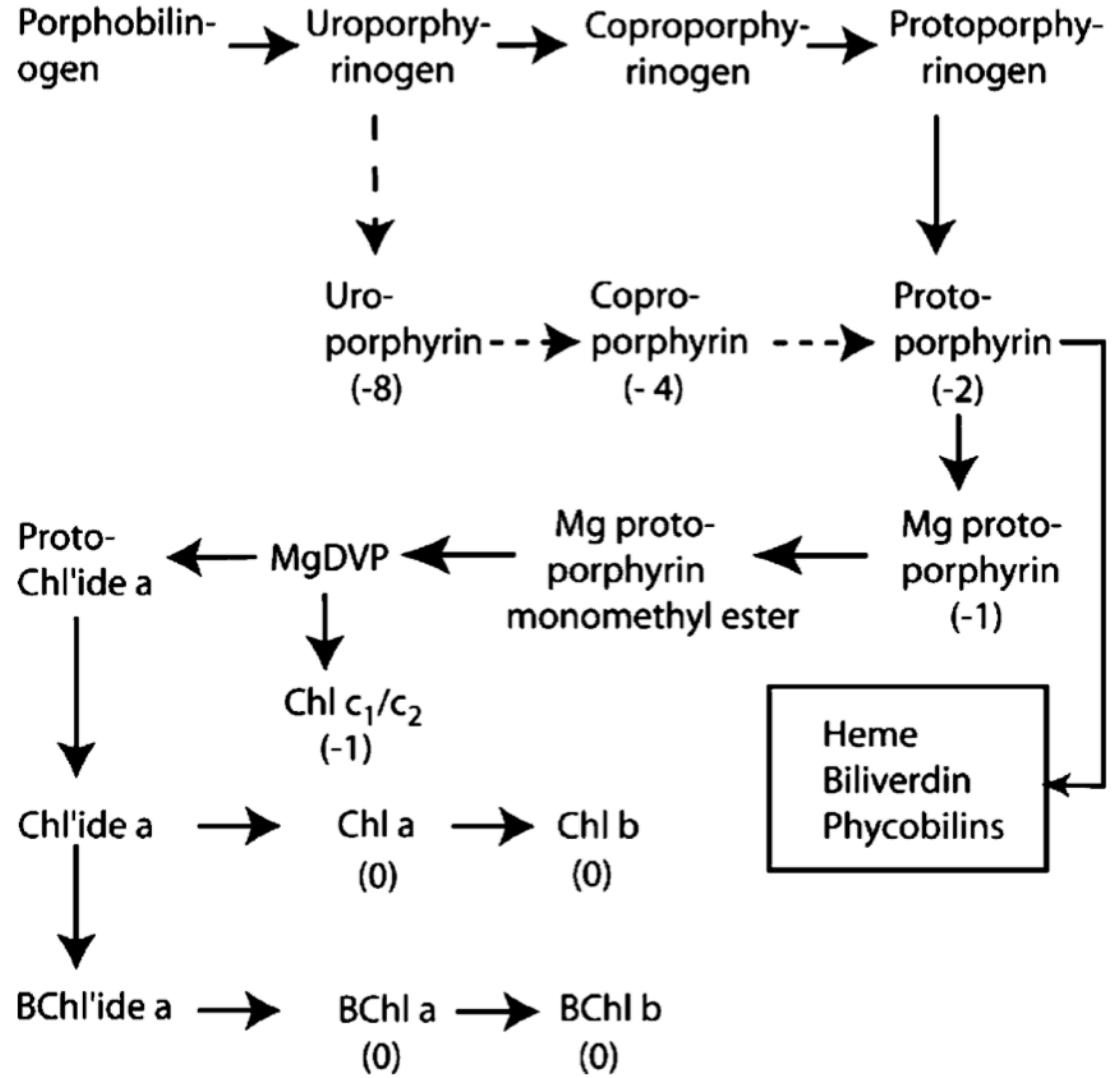 Porphobilin-
ogen
Uroporphy-
rinogen
Coproporphy-
rinogen
Protoporphy-
rinogen
Uro-
porphyrin
(-8)
Copro-
porphyrin
(- 4)
Proto-
porphyrin
(-2)
Proto-
Chl'ide a
MgDVP
Mg proto-
porphyrin
monomethyl ester
Mg proto-
porphyrin
(-1)
Chl c₁/c₂
(-1)
Heme
Biliverdin
Phycobilins
Chl'ide a
Chl a
(0)
Chl b
(0)
BChl'ide a
BChl a
(0)
BChl b
(0)